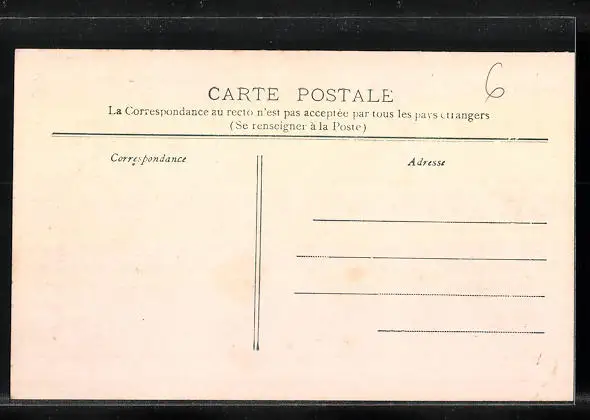 CARTE POSTALE
6
La Correspondance au recto n'est pas acceptée par tous les pays étrangers
(Se renseigner à la Poste)
Correspondance
Adresse